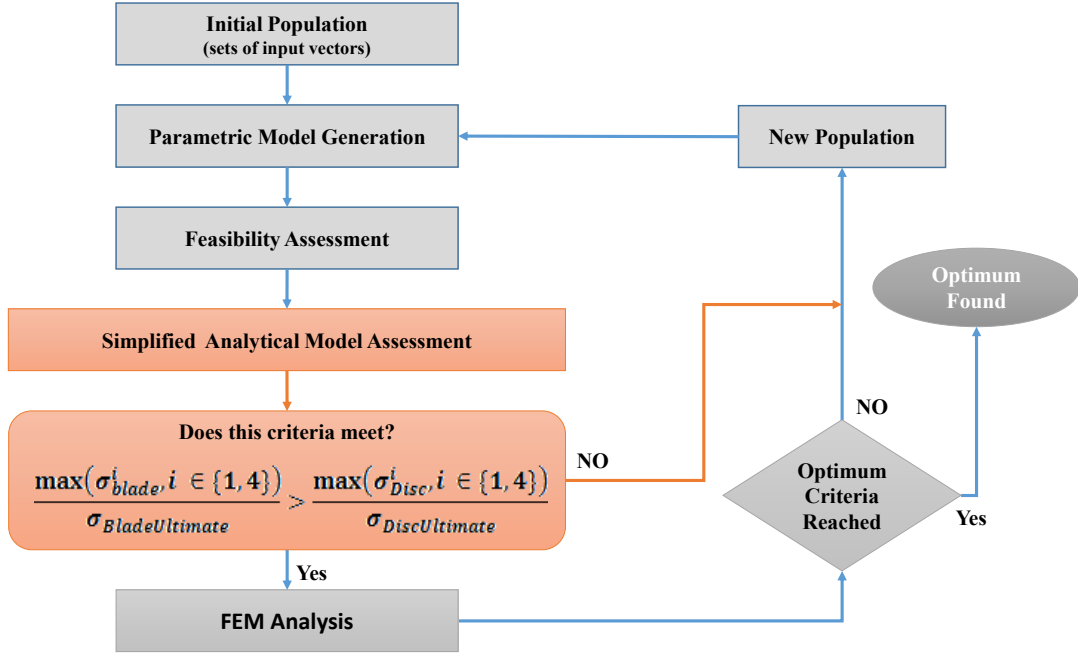 Initial Population
(sets of input vectors)
Parametric Model Generation
New Population
Feasibility Assessment
Optimum
Found
Simplified Analytical Model Assessment
Does this criteria meet?
max(σ^i_blade, i ∈ {1,4}) / σ_BladeUltimate > max(σ^i_Disc, i ∈ {1,4}) / σ_DiscUltimate
NO
NO
Optimum
Criteria
Reached
Yes
Yes
FEM Analysis